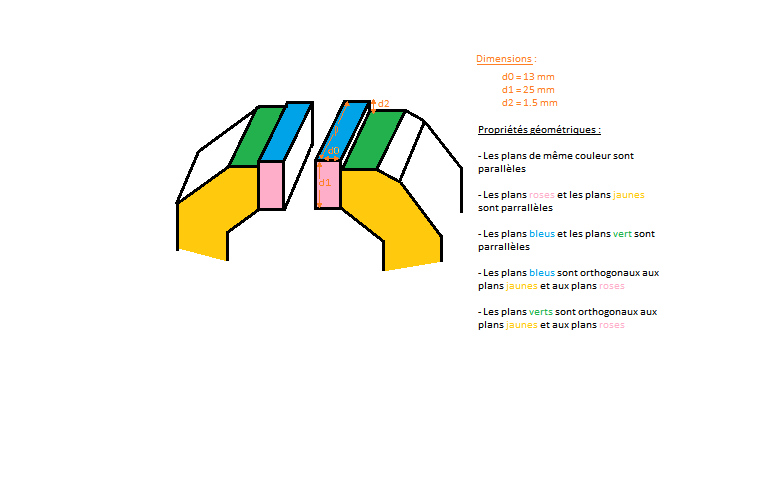 Dimensions :
d0 = 13 mm
d1 = 25 mm
d2 = 1.5 mm
d2
d0
d1
Propriétés géométriques :
- Les plans de même couleur sont
parallèles
- Les plans roses et les plans jaunes
sont parrallèles
- Les plans bleus et les plans vert sont
parrallèles
- Les plans bleus sont orthogonaux aux
plans jaunes et aux plans roses
- Les plans verts sont orthogonaux aux
plans jaunes et aux plans roses